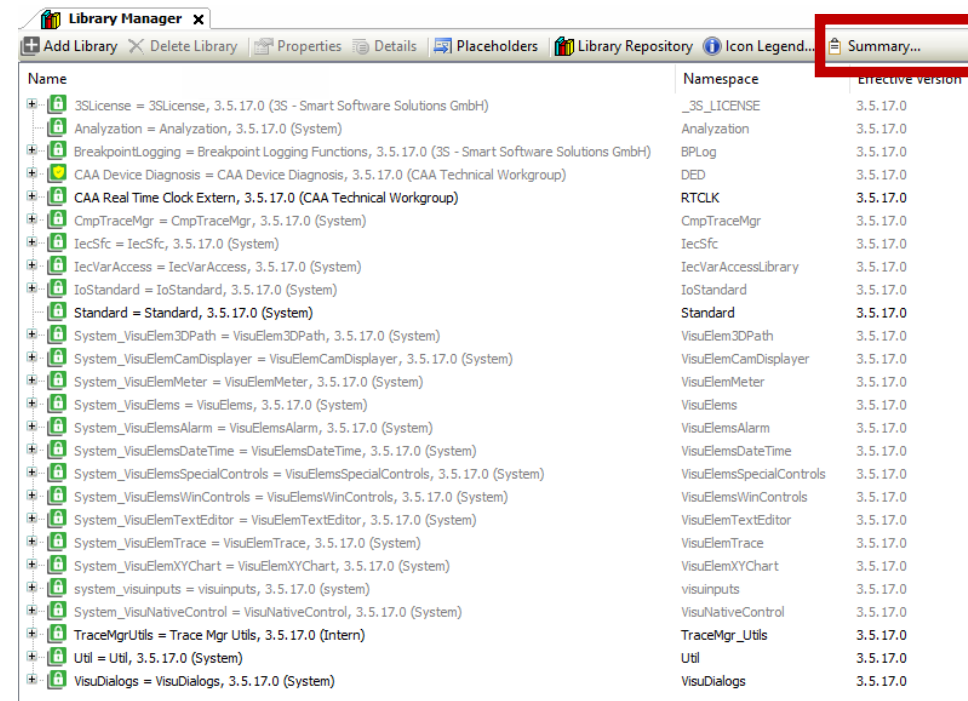 Library Manager
Add Library Delete Library Properties Details Placeholders Library Repository Icon Legend... Summary...
Name Namespace Effective Version
3SLicense = 3SLicense, 3.5.17.0 (3S - Smart Software Solutions GmbH) _3S_LICENSE 3.5.17.0
Analyzation = Analyzation, 3.5.17.0 (System) Analyzation 3.5.17.0
BreakpointLogging = Breakpoint Logging Functions, 3.5.17.0 (3S - Smart Software Solutions GmbH) BPLog 3.5.17.0
CAA Device Diagnosis = CAA Device Diagnosis, 3.5.17.0 (CAA Technical Workgroup) DED 3.5.17.0
CAA Real Time Clock Extern, 3.5.17.0 (CAA Technical Workgroup) RTCLK 3.5.17.0
CmpTraceMgr = CmpTraceMgr, 3.5.17.0 (System) CmpTraceMgr 3.5.17.0
IecSfc = IecSfc, 3.5.17.0 (System) IecSfc 3.5.17.0
IecVarAccess = IecVarAccess, 3.5.17.0 (System) IecVarAccessLibrary 3.5.17.0
IoStandard = IoStandard, 3.5.17.0 (System) IoStandard 3.5.17.0
Standard = Standard, 3.5.17.0 (System) Standard 3.5.17.0
System_VisuElem3DPath = VisuElem3DPath, 3.5.17.0 (System) VisuElem3DPath 3.5.17.0
System_VisuElemCamDisplayer = VisuElemCamDisplayer, 3.5.17.0 (System) VisuElemCamDisplayer 3.5.17.0
System_VisuElemMeter = VisuElemMeter, 3.5.17.0 (System) VisuElemMeter 3.5.17.0
System_VisuElems = VisuElems, 3.5.17.0 (System) VisuElems 3.5.17.0
System_VisuElemsAlarm = VisuElemsAlarm, 3.5.17.0 (System) VisuElemsAlarm 3.5.17.0
System_VisuElemsDateTime = VisuElemsDateTime, 3.5.17.0 (System) VisuElemsDateTime 3.5.17.0
System_VisuElemsSpecialControls = VisuElemsSpecialControls, 3.5.17.0 (System) VisuElemsSpecialControls 3.5.17.0
System_VisuElemsWinControls = VisuElemsWinControls, 3.5.17.0 (System) VisuElemsWinControls 3.5.17.0
System_VisuElemTextEditor = VisuElemTextEditor, 3.5.17.0 (System) VisuElemTextEditor 3.5.17.0
System_VisuElemTrace = VisuElemTrace, 3.5.17.0 (System) VisuElemTrace 3.5.17.0
System_VisuElemXYChart = VisuElemXYChart, 3.5.17.0 (System) VisuElemXYChart 3.5.17.0
system_visuinputs = visuinputs, 3.5.17.0 (system) visuinputs 3.5.17.0
System_VisuNativeControl = VisuNativeControl, 3.5.17.0 (System) VisuNativeControl 3.5.17.0
TraceMgrUtils = Trace Mgr Utils, 3.5.17.0 (Intern) TraceMgr_Utils 3.5.17.0
Util = Util, 3.5.17.0 (System) Util 3.5.17.0
VisuDialogs = VisuDialogs, 3.5.17.0 (System) VisuDialogs 3.5.17.0